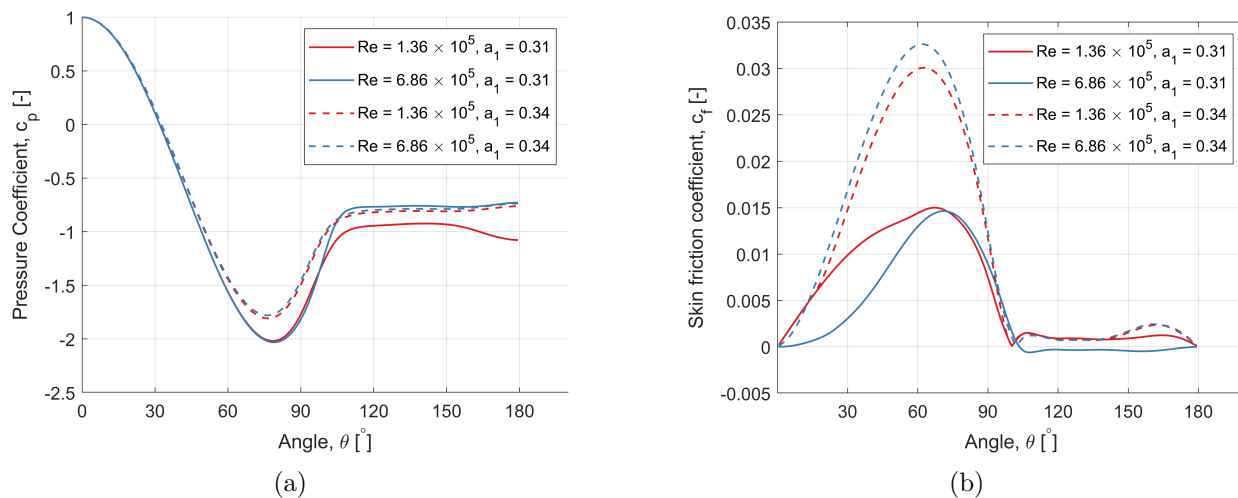 1
0.5
0
-0.5
-1
-1.5
-2
-2.5
0
30
60
90
120
150
180
Pressure Coefficient, c_p [-]
Angle, θ [°]
Re = 1.36 × 10^5, a_1 = 0.31
Re = 6.86 × 10^5, a_1 = 0.31
Re = 1.36 × 10^5, a_1 = 0.34
Re = 6.86 × 10^5, a_1 = 0.34
(a)
0.035
0.03
0.025
0.02
0.015
0.01
0.005
0
-0.005
30
60
90
120
150
180
Skin friction coefficient, c_f [-]
Angle, θ [°]
Re = 1.36 × 10^5, a_1 = 0.31
Re = 6.86 × 10^5, a_1 = 0.31
Re = 1.36 × 10^5, a_1 = 0.34
Re = 6.86 × 10^5, a_1 = 0.34
(b)